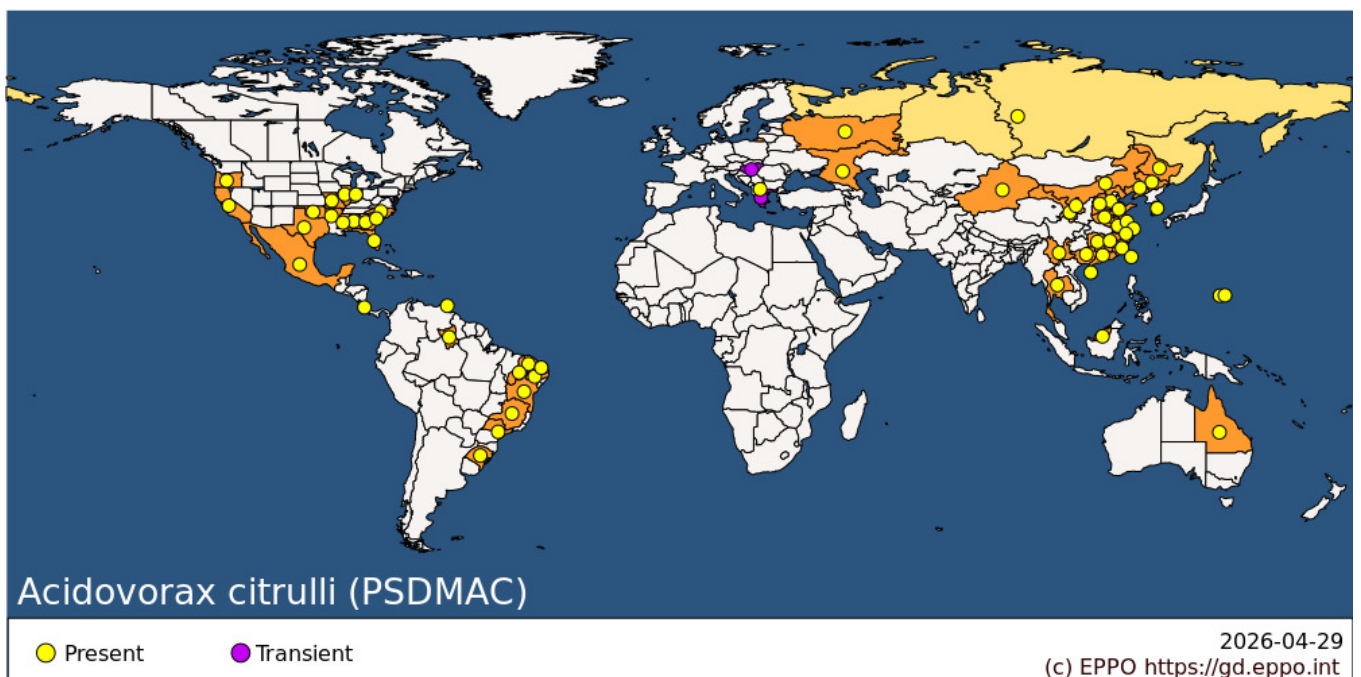 Acidovorax citrulli (PSDMAC)
Present
Transient
2026-04-29
(c) EPPO https://gd.eppo.int